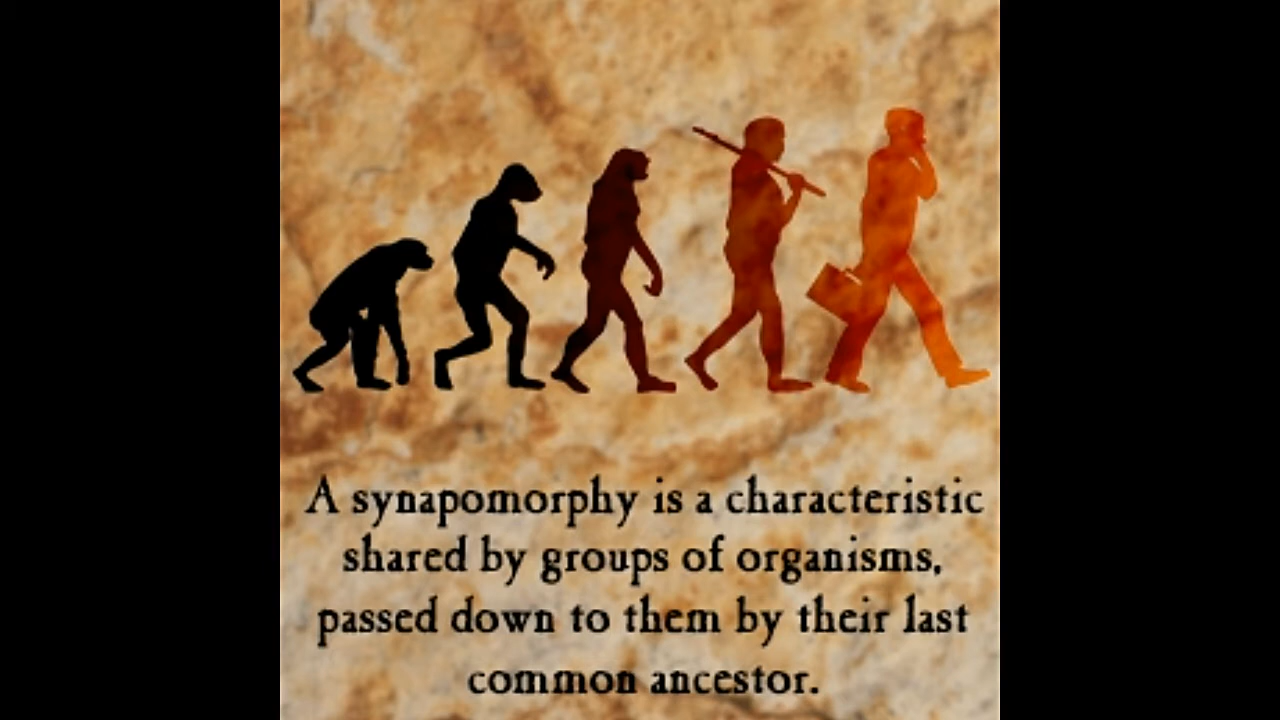 A synapomorphy is a characteristic
shared by groups of organisms,
passed down to them by their last
common ancestor.